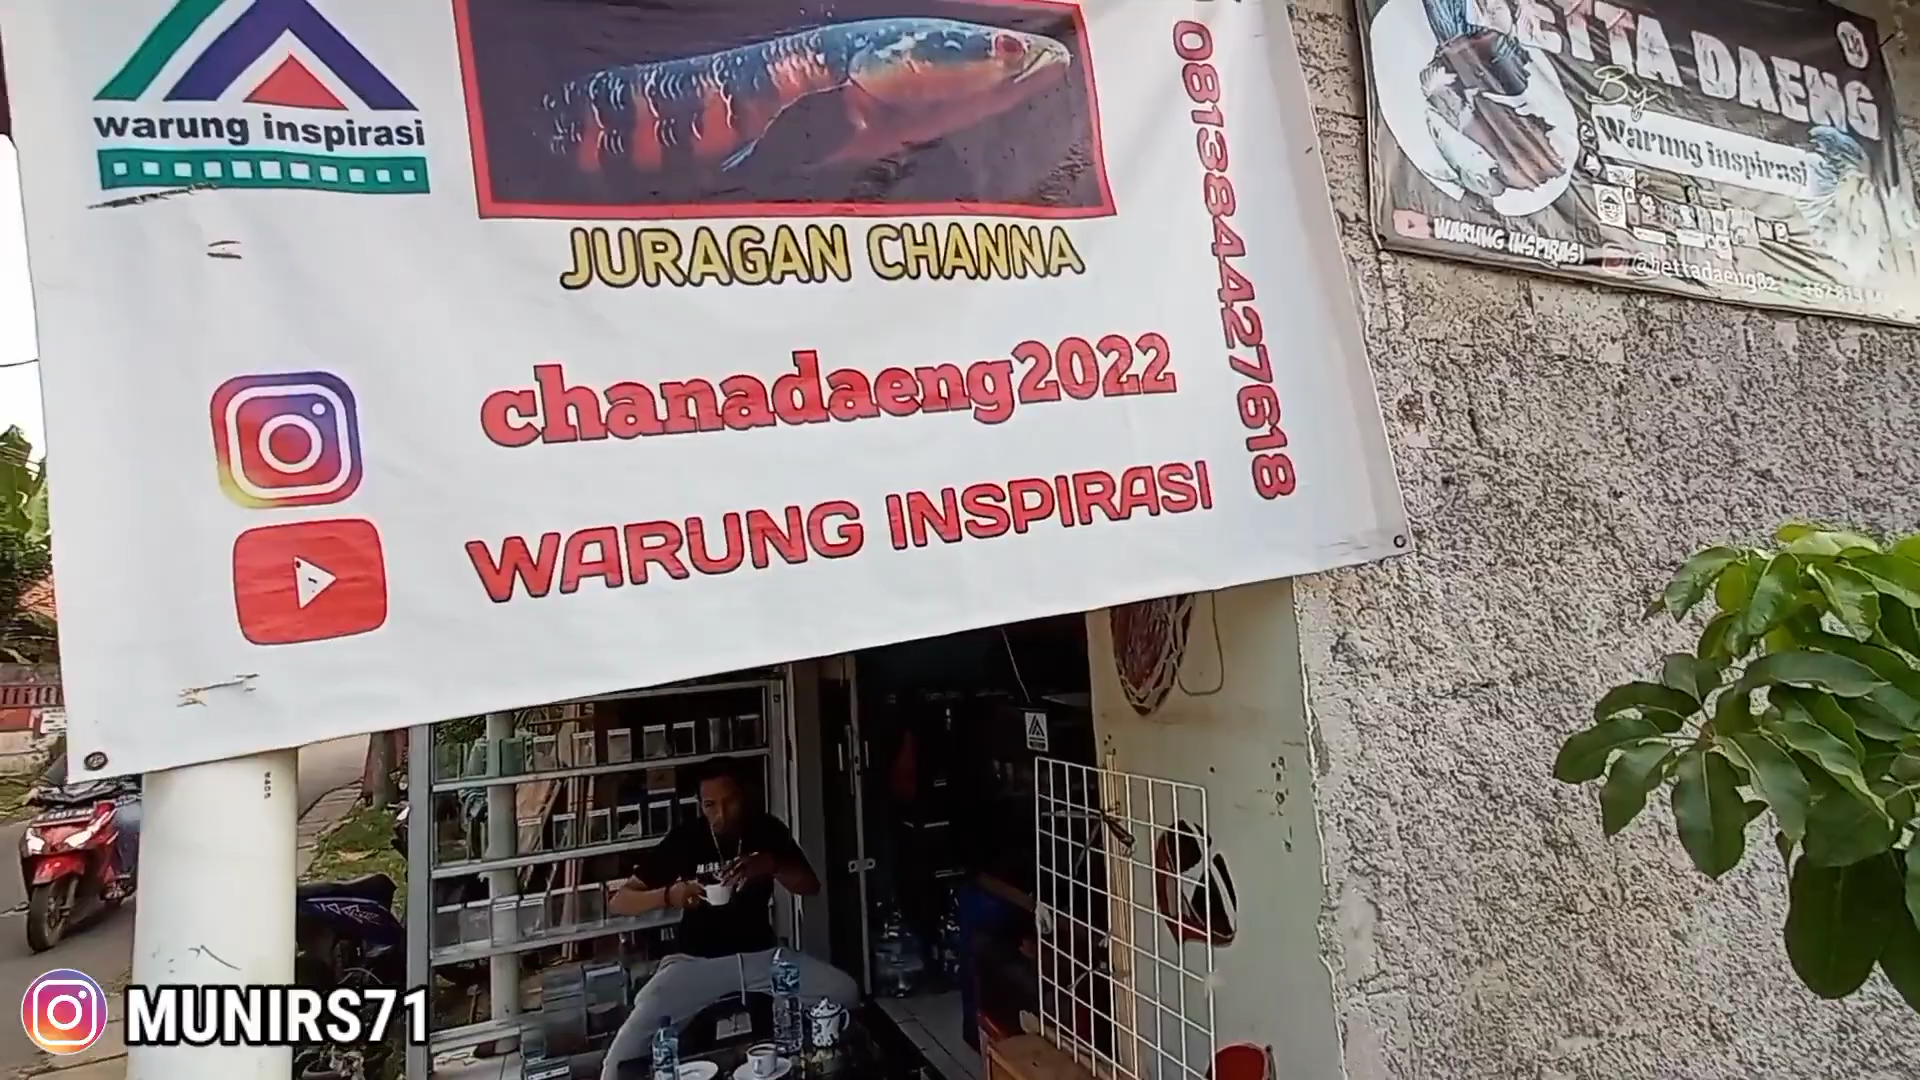 warung inspirasi
JURAGAN CHANNA
chanadaeng2022
WARUNG INSPIRASI
081384427618
BETTA DAENG
By
Warung inspirasi
WARUNG INSPIRASI
@bettadaeng82
MUNIRS71